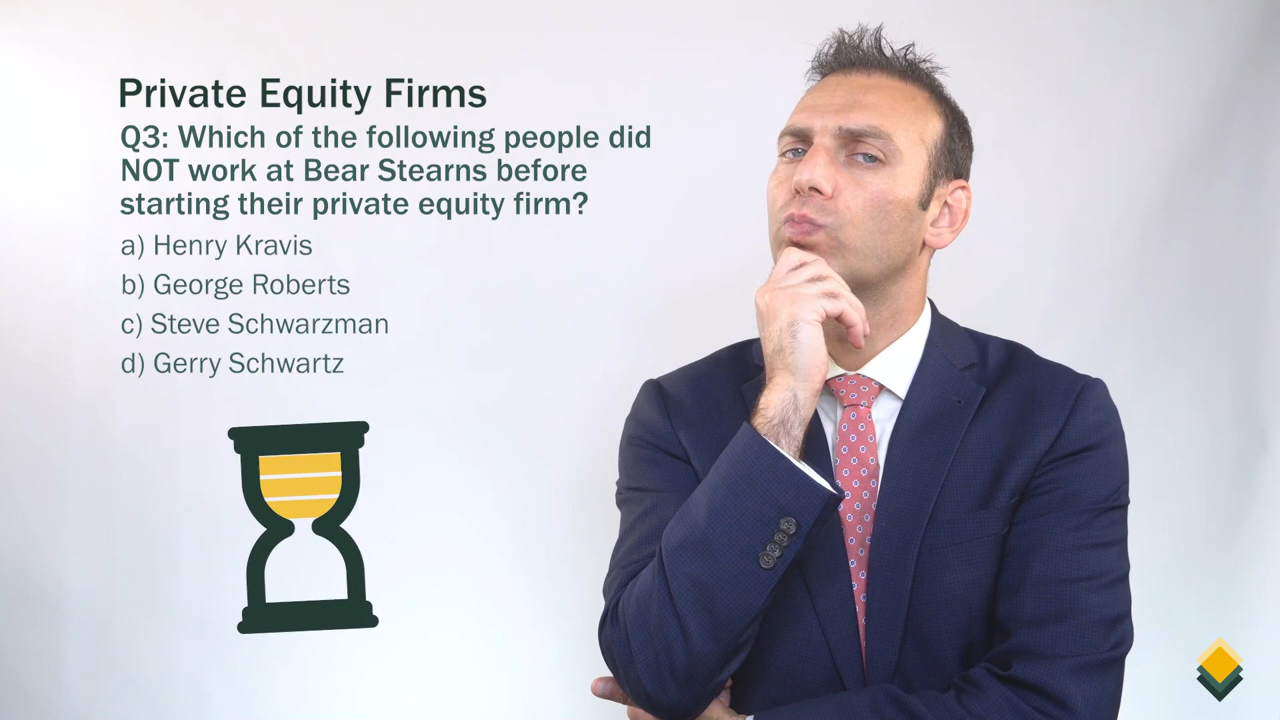 Private Equity Firms
Q3: Which of the following people did
NOT work at Bear Stearns before
starting their private equity firm?
a) Henry Kravis
b) George Roberts
c) Steve Schwarzman
d) Gerry Schwartz